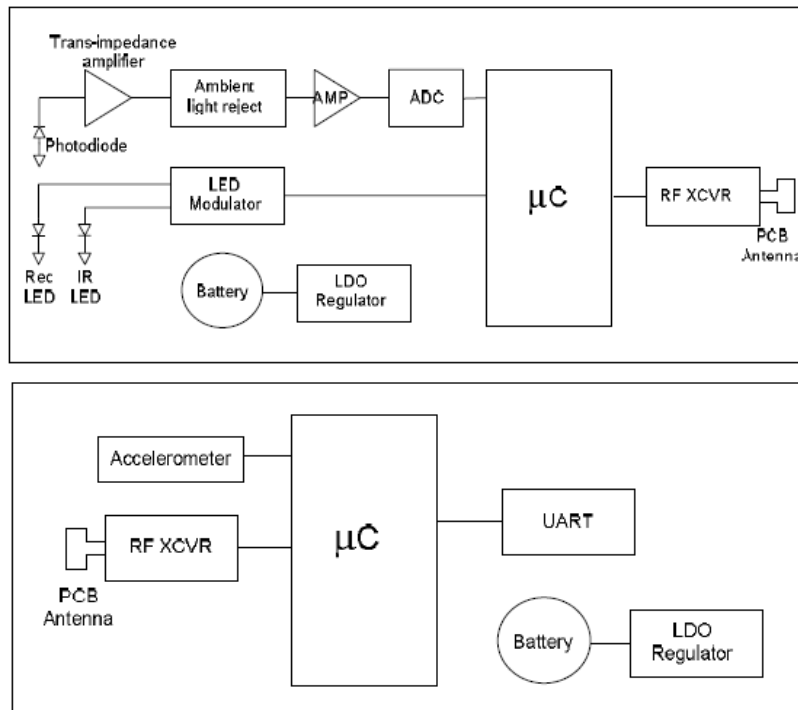 Trans-impedance
amplifier
Ambient
light reject
AMP
ADC
Photodiode
LED
Modulator
μC
RF XCVR
PCB
Antenna
Rec
LED
IR
LED
Battery
LDO
Regulator
Accelerometer
μC
UART
RF XCVR
PCB
Antenna
Battery
LDO
Regulator